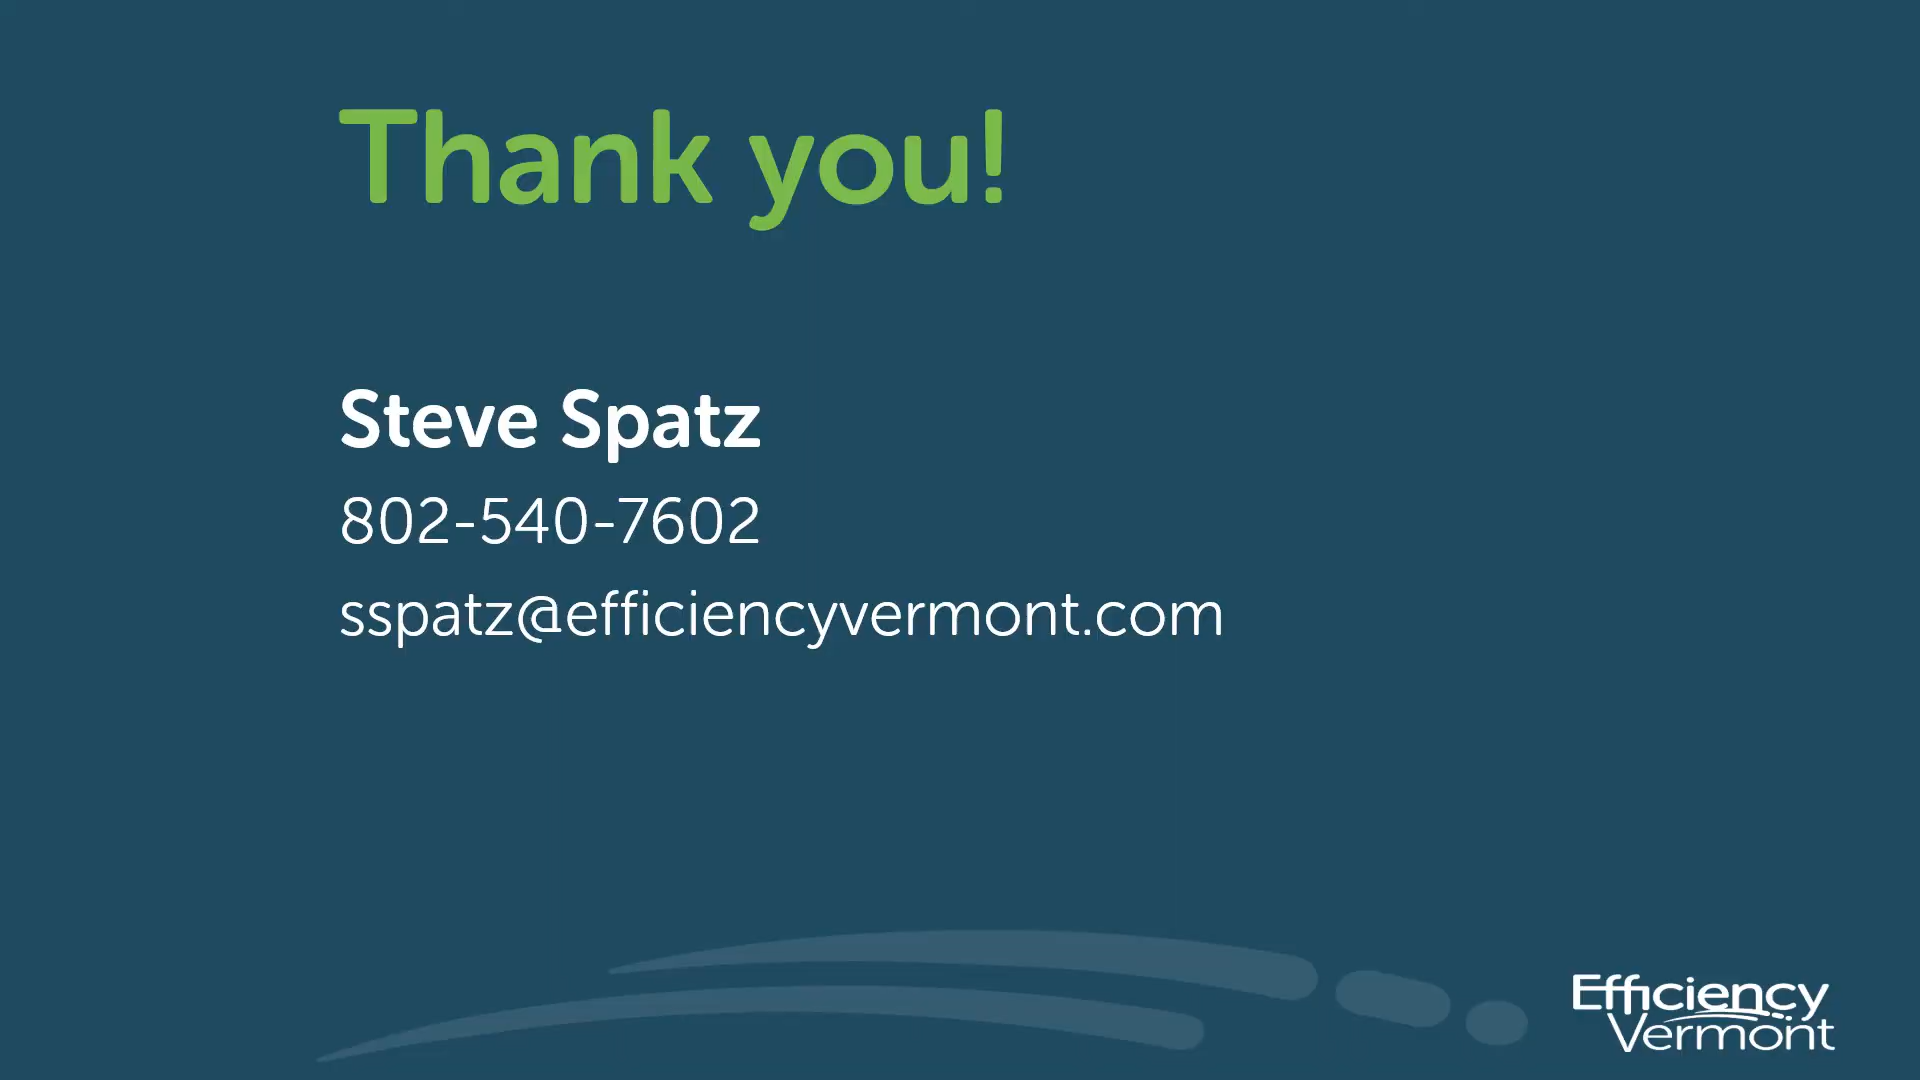 Thank you!
Steve Spatz
802-540-7602
sspatz@efficiencyvermont.com
Efficiency
Vermont